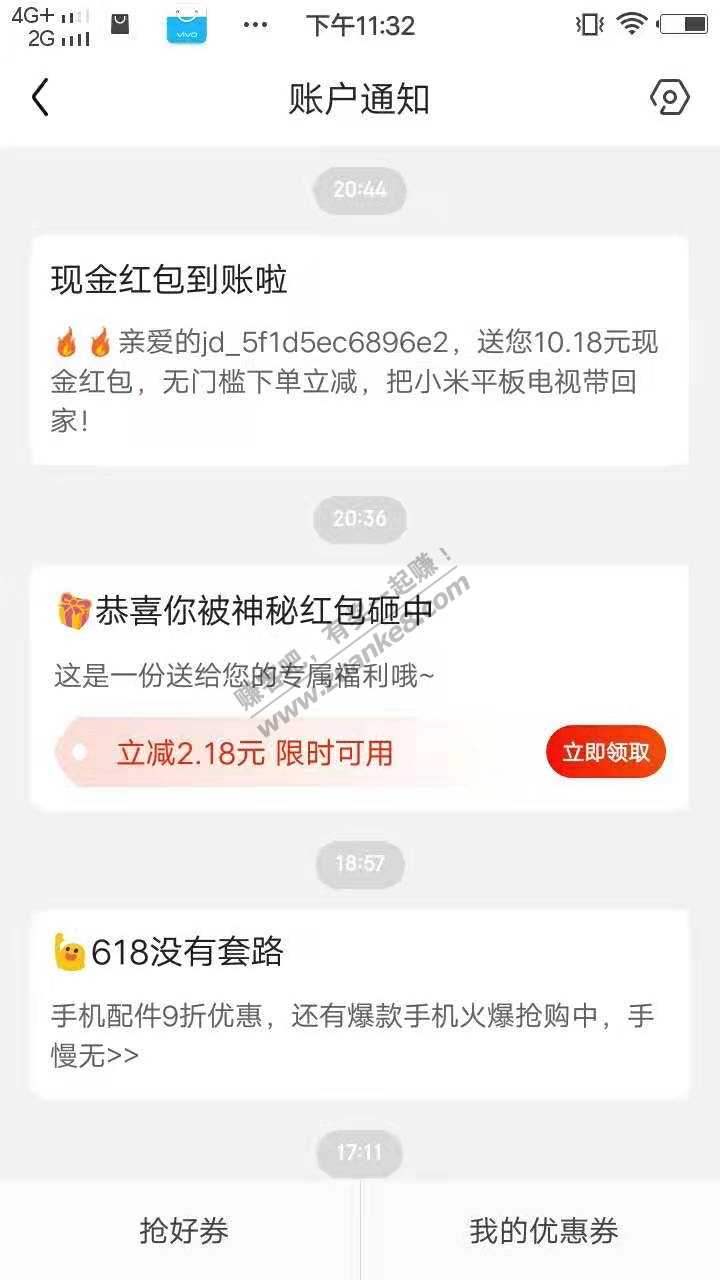 4G+
2G
vivo
下午11:32
账户通知
20:44
现金红包到账啦
🔥🔥亲爱的jd_5f1d5ec6896e2，送您10.18元现
金红包，无门槛下单立减，把小米平板电视带回
家！
20:36
🎁恭喜你被神秘红包砸中
赚客吧，有奖一起赚！
www.zuanke8.com
这是一份送给您的专属福利哦~
立减2.18元 限时可用
立即领取
18:57
🙋618没有套路
手机配件9折优惠，还有爆款手机火爆抢购中，手
慢无>>
17:11
抢好券
我的优惠券